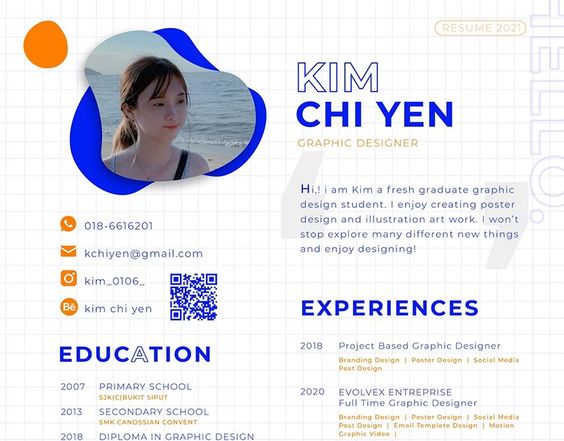 RESUME 2021
HELLO.
KIM
CHI YEN
GRAPHIC DESIGNER
Hi,! i am Kim a fresh graduate graphic
design student. I enjoy creating poster
design and illustration art work. I won't
stop explore many different new things
and enjoy designing!
018-6616201
kchiyen@gmail.com
kim_0106_
Bē kim chi yen
EDUCATION
2007 PRIMARY SCHOOL
SJK(C)BUKIT SIPUT
2013 SECONDARY SCHOOL
SMK CANOSSIAN CONVENT
2018 DIPLOMA IN GRAPHIC DESIGN
EXPERIENCES
2018 Project Based Graphic Designer
Branding Design | Poster Design | Social Media
Post Design
2020 EVOLVEX ENTREPRISE
Full Time Graphic Designer
Branding Design | Poster Design | Social Media
Post Design | Email Templete Design | Motion
Graphic Video |